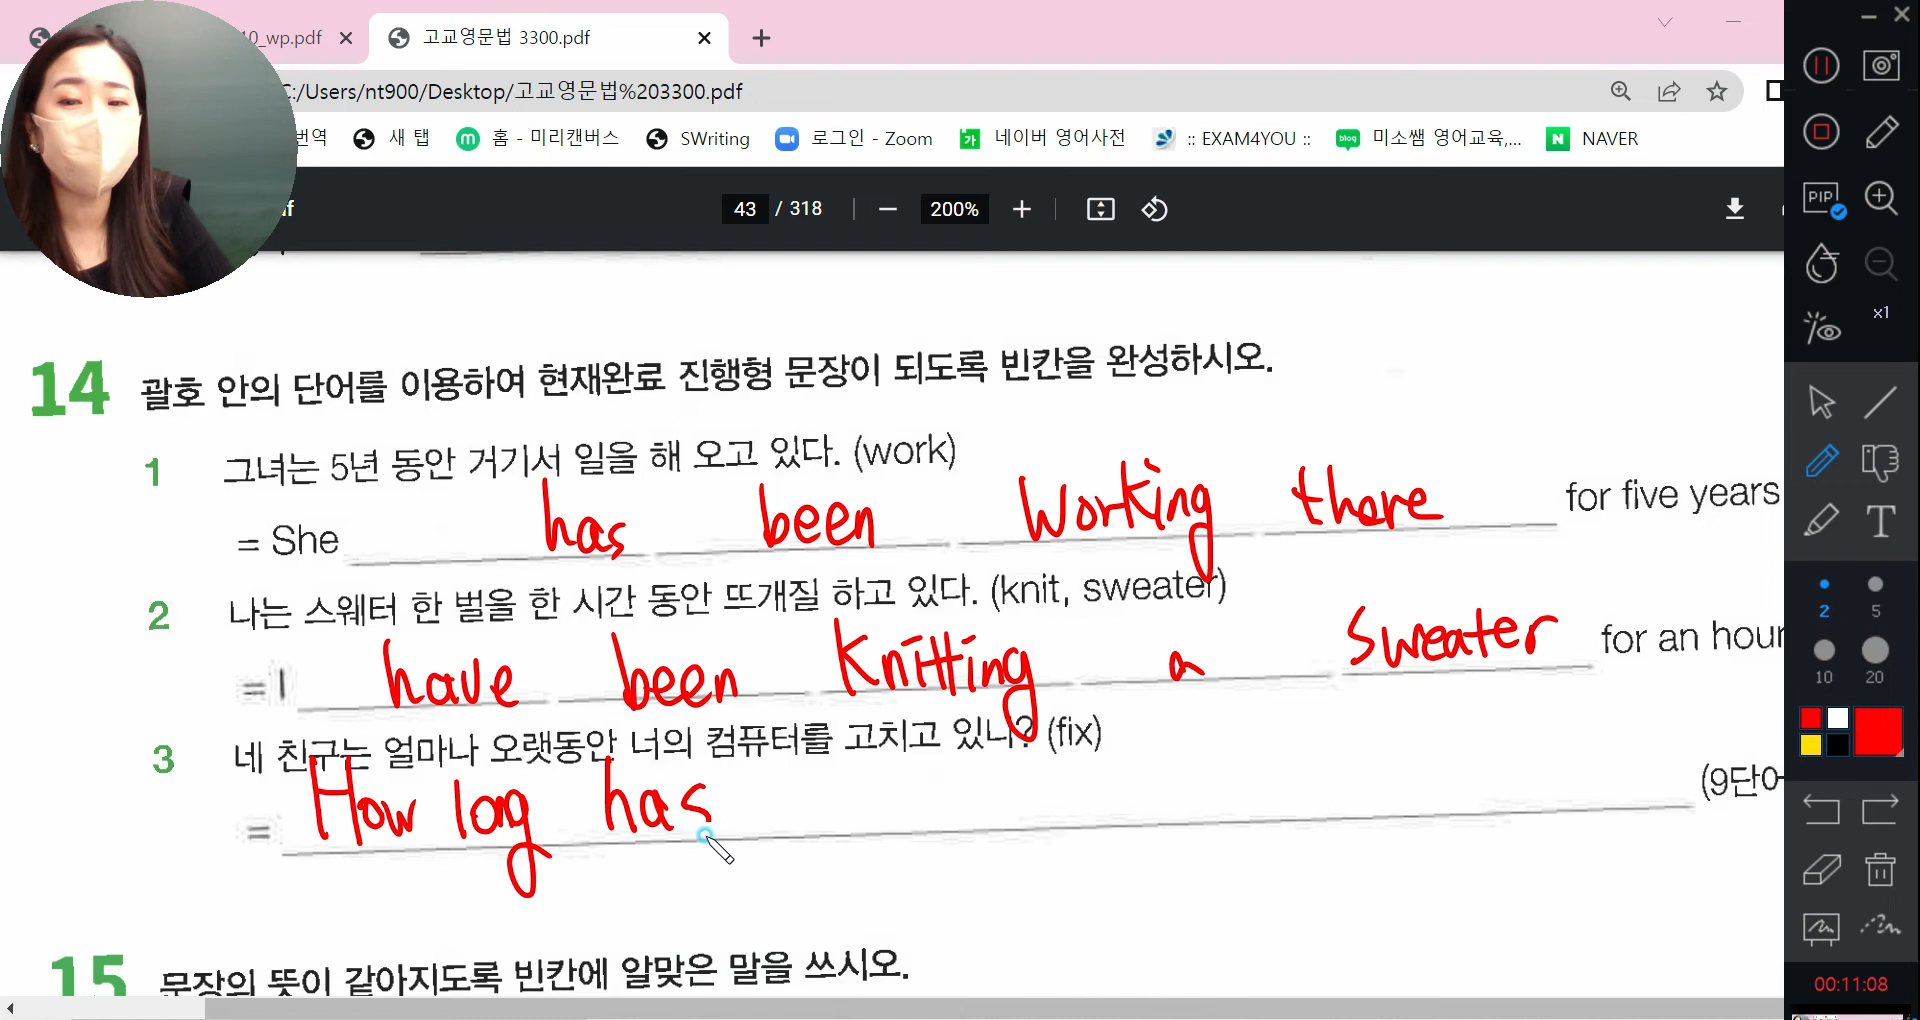 10_wp.pdf
고교영문법 3300.pdf
C:/Users/nt900/Desktop/고교영문법%203300.pdf
번역 새 탭 홈 - 미리캔버스 SWriting 로그인 - Zoom 네이버 영어사전 :: EXAM4YOU :: 미소쌤 영어교육,... NAVER
43 / 318 200%
PIP
x1
14 괄호 안의 단어를 이용하여 현재완료 진행형 문장이 되도록 빈칸을 완성하시오.
1 그녀는 5년 동안 거기서 일을 해 오고 있다. (work)
= She has been working there for five years
2 나는 스웨터 한 벌을 한 시간 동안 뜨개질 하고 있다. (knit, sweater)
= I have been knitting a sweater for an hour
3 네 친구는 얼마나 오랫동안 너의 컴퓨터를 고치고 있니? (fix)
= How long has (9단어
15 문장의 뜻이 같아지도록 빈칸에 알맞은 말을 쓰시오.
T
2 5
10 20
00:11:08